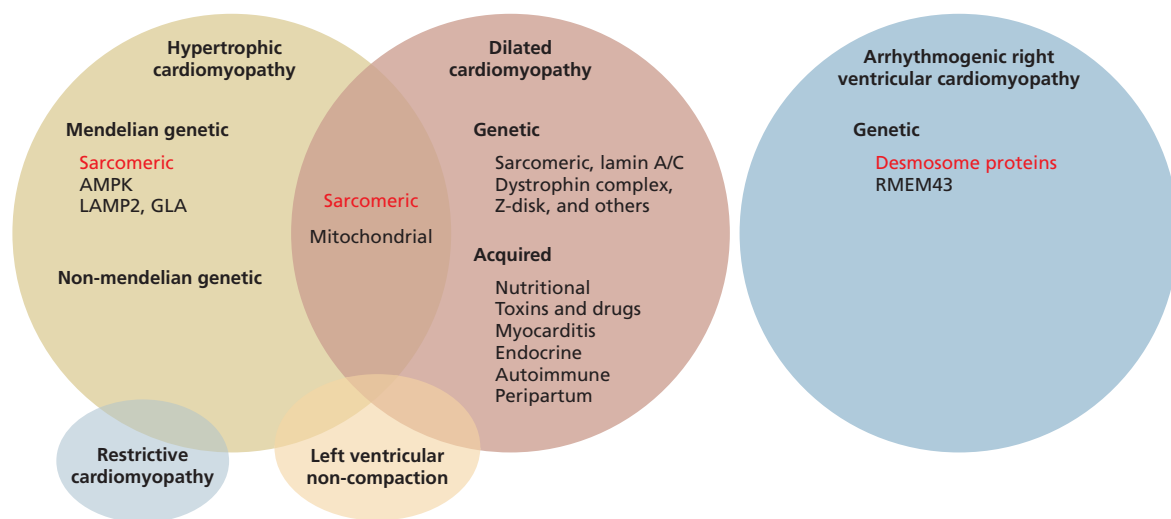 Hypertrophic
cardiomyopathy
Mendelian genetic
Sarcomeric
AMPK
LAMP2, GLA
Non-mendelian genetic
Sarcomeric
Mitochondrial
Dilated
cardiomyopathy
Genetic
Sarcomeric, lamin A/C
Dystrophin complex,
Z-disk, and others
Acquired
Nutritional
Toxins and drugs
Myocarditis
Endocrine
Autoimmune
Peripartum
Restrictive
cardiomyopathy
Left ventricular
non-compaction
Arrhythmogenic right
ventricular cardiomyopathy
Genetic
Desmosome proteins
RMEM43